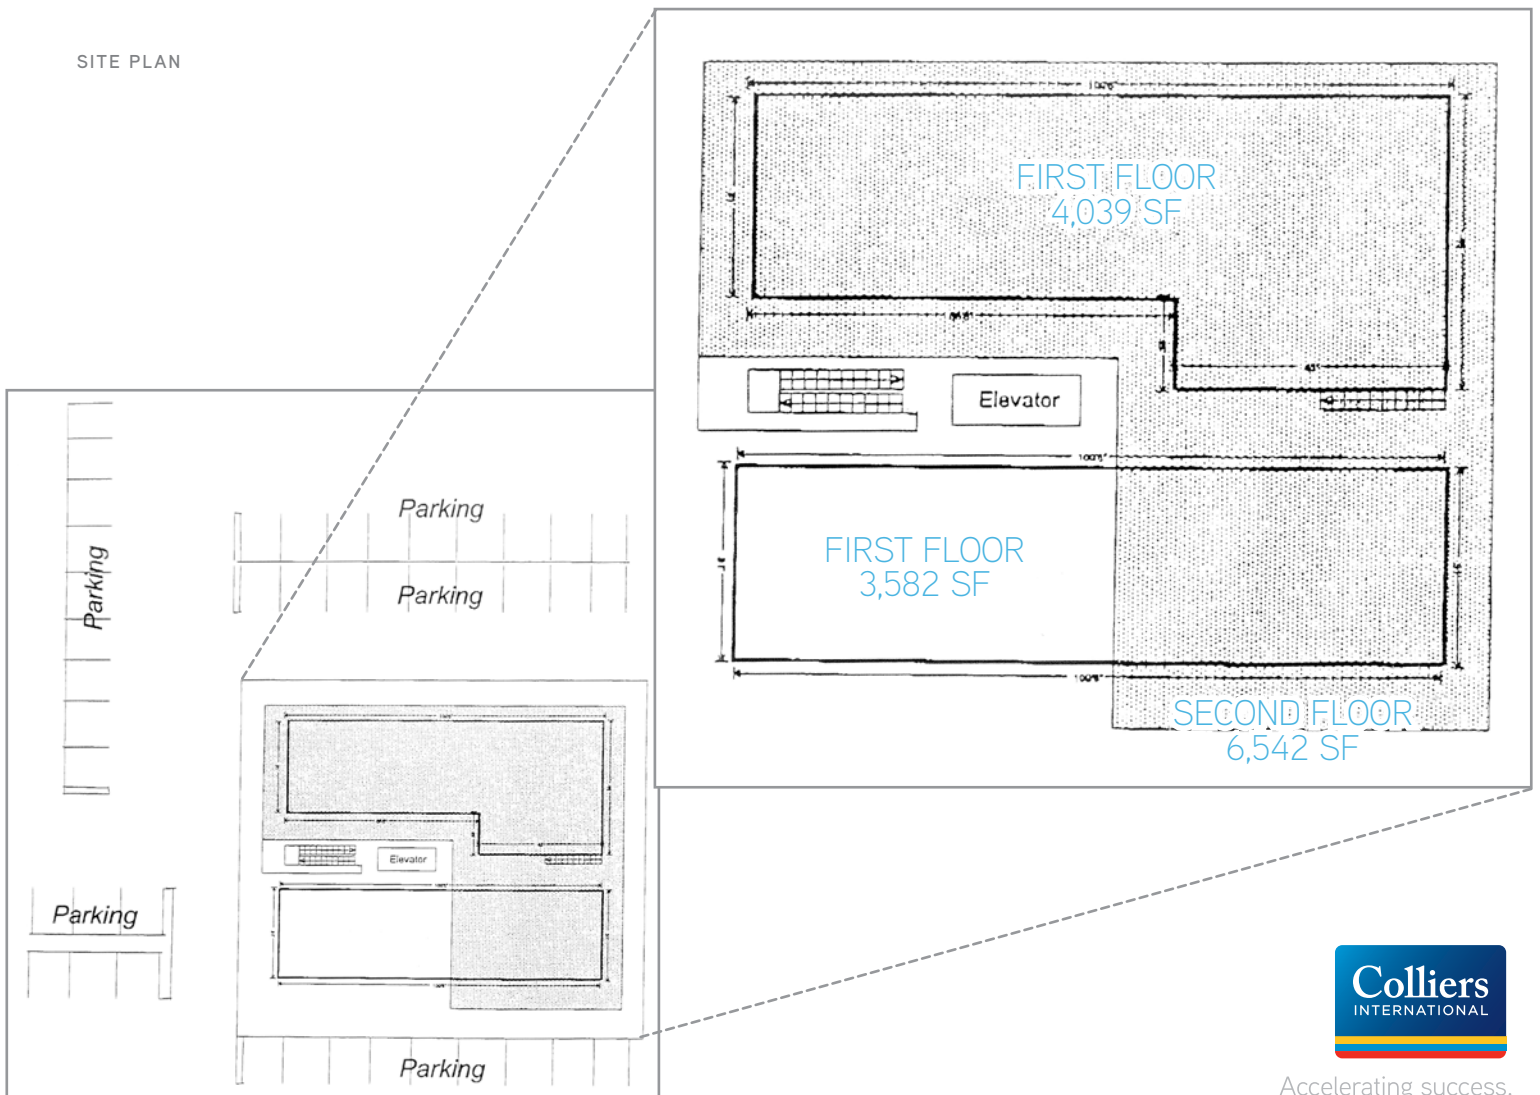 SITE PLAN
FIRST FLOOR
4,039 SF
Elevator
FIRST FLOOR
3,582 SF
SECOND FLOOR
6,542 SF
Parking
Parking
Parking
Elevator
Parking
Parking
Colliers
INTERNATIONAL
Accelerating success.